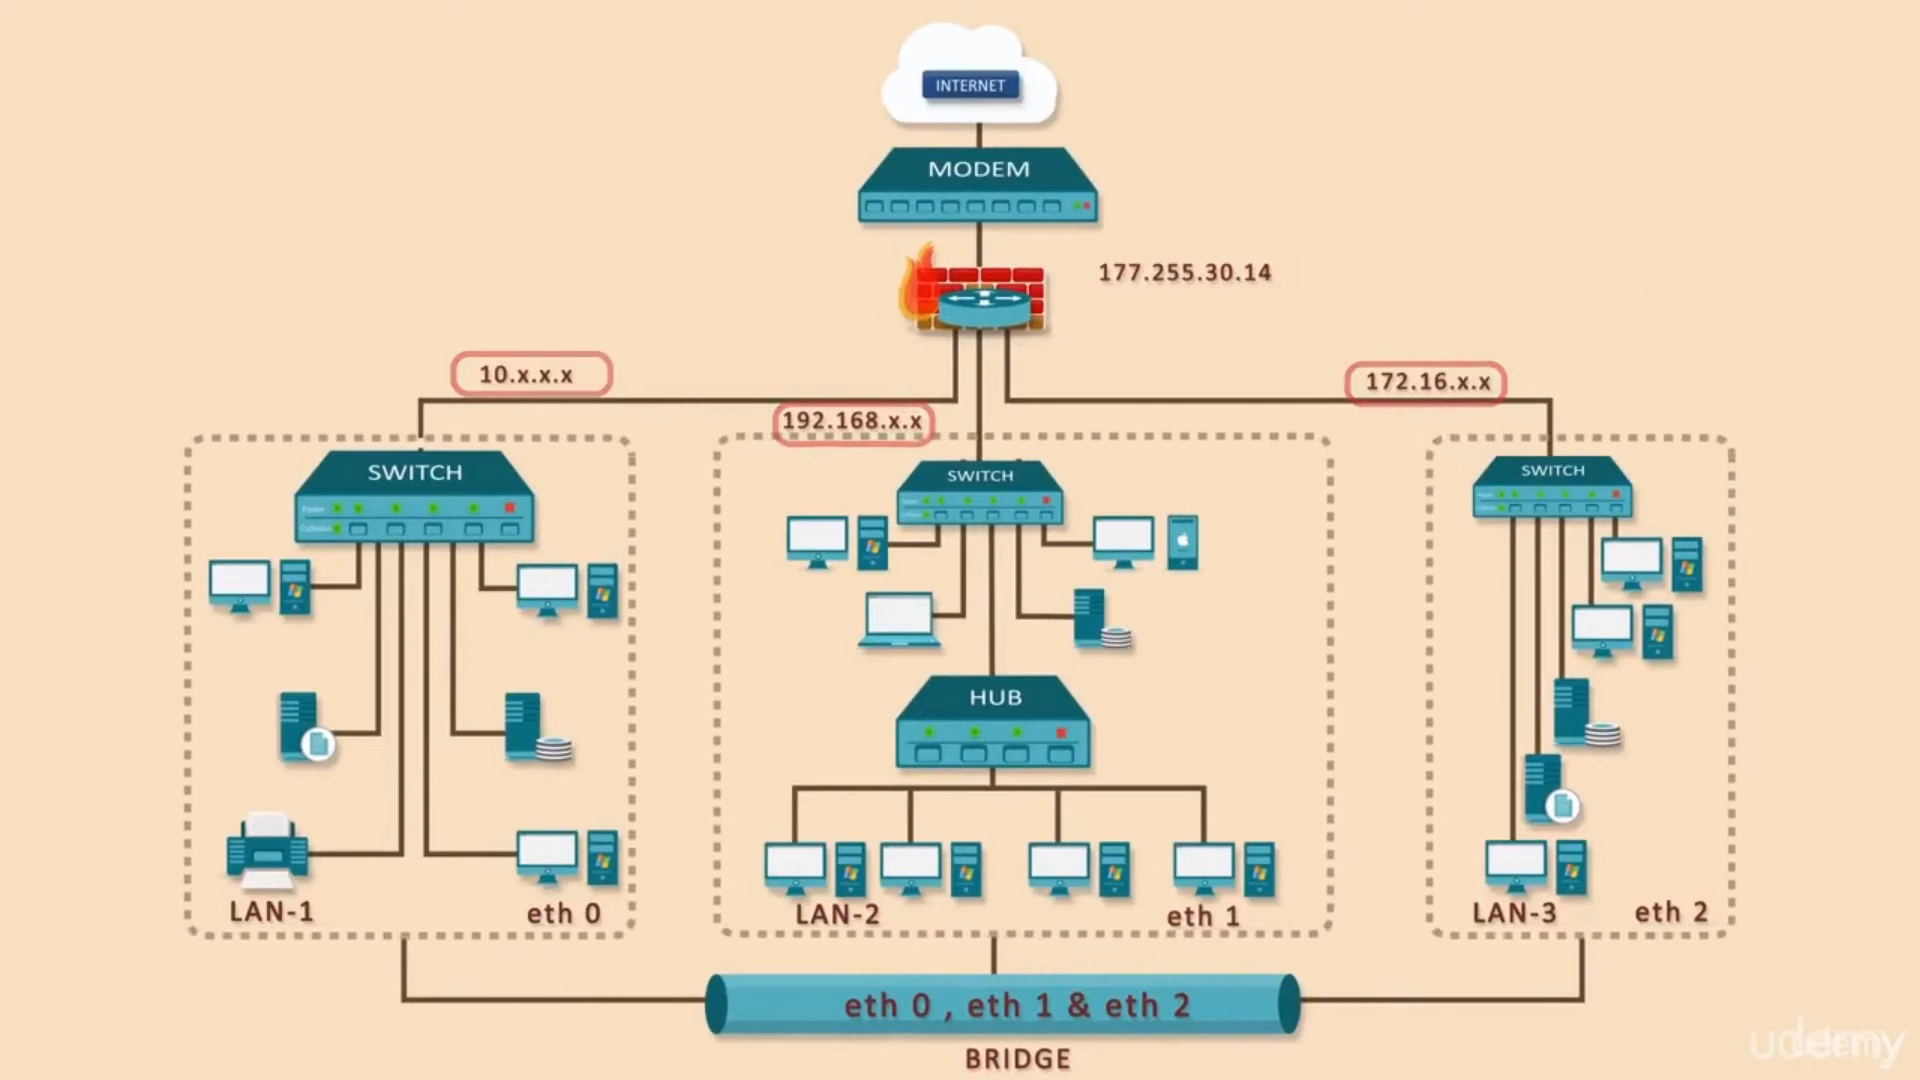 INTERNET
MODEM
177.255.30.14
10.x.x.x
192.168.x.x
172.16.x.x
SWITCH
SWITCH
SWITCH
Power
HUB
LAN-1
eth 0
LAN-2
eth 1
LAN-3
eth 2
eth 0 , eth 1 & eth 2
BRIDGE
udemy